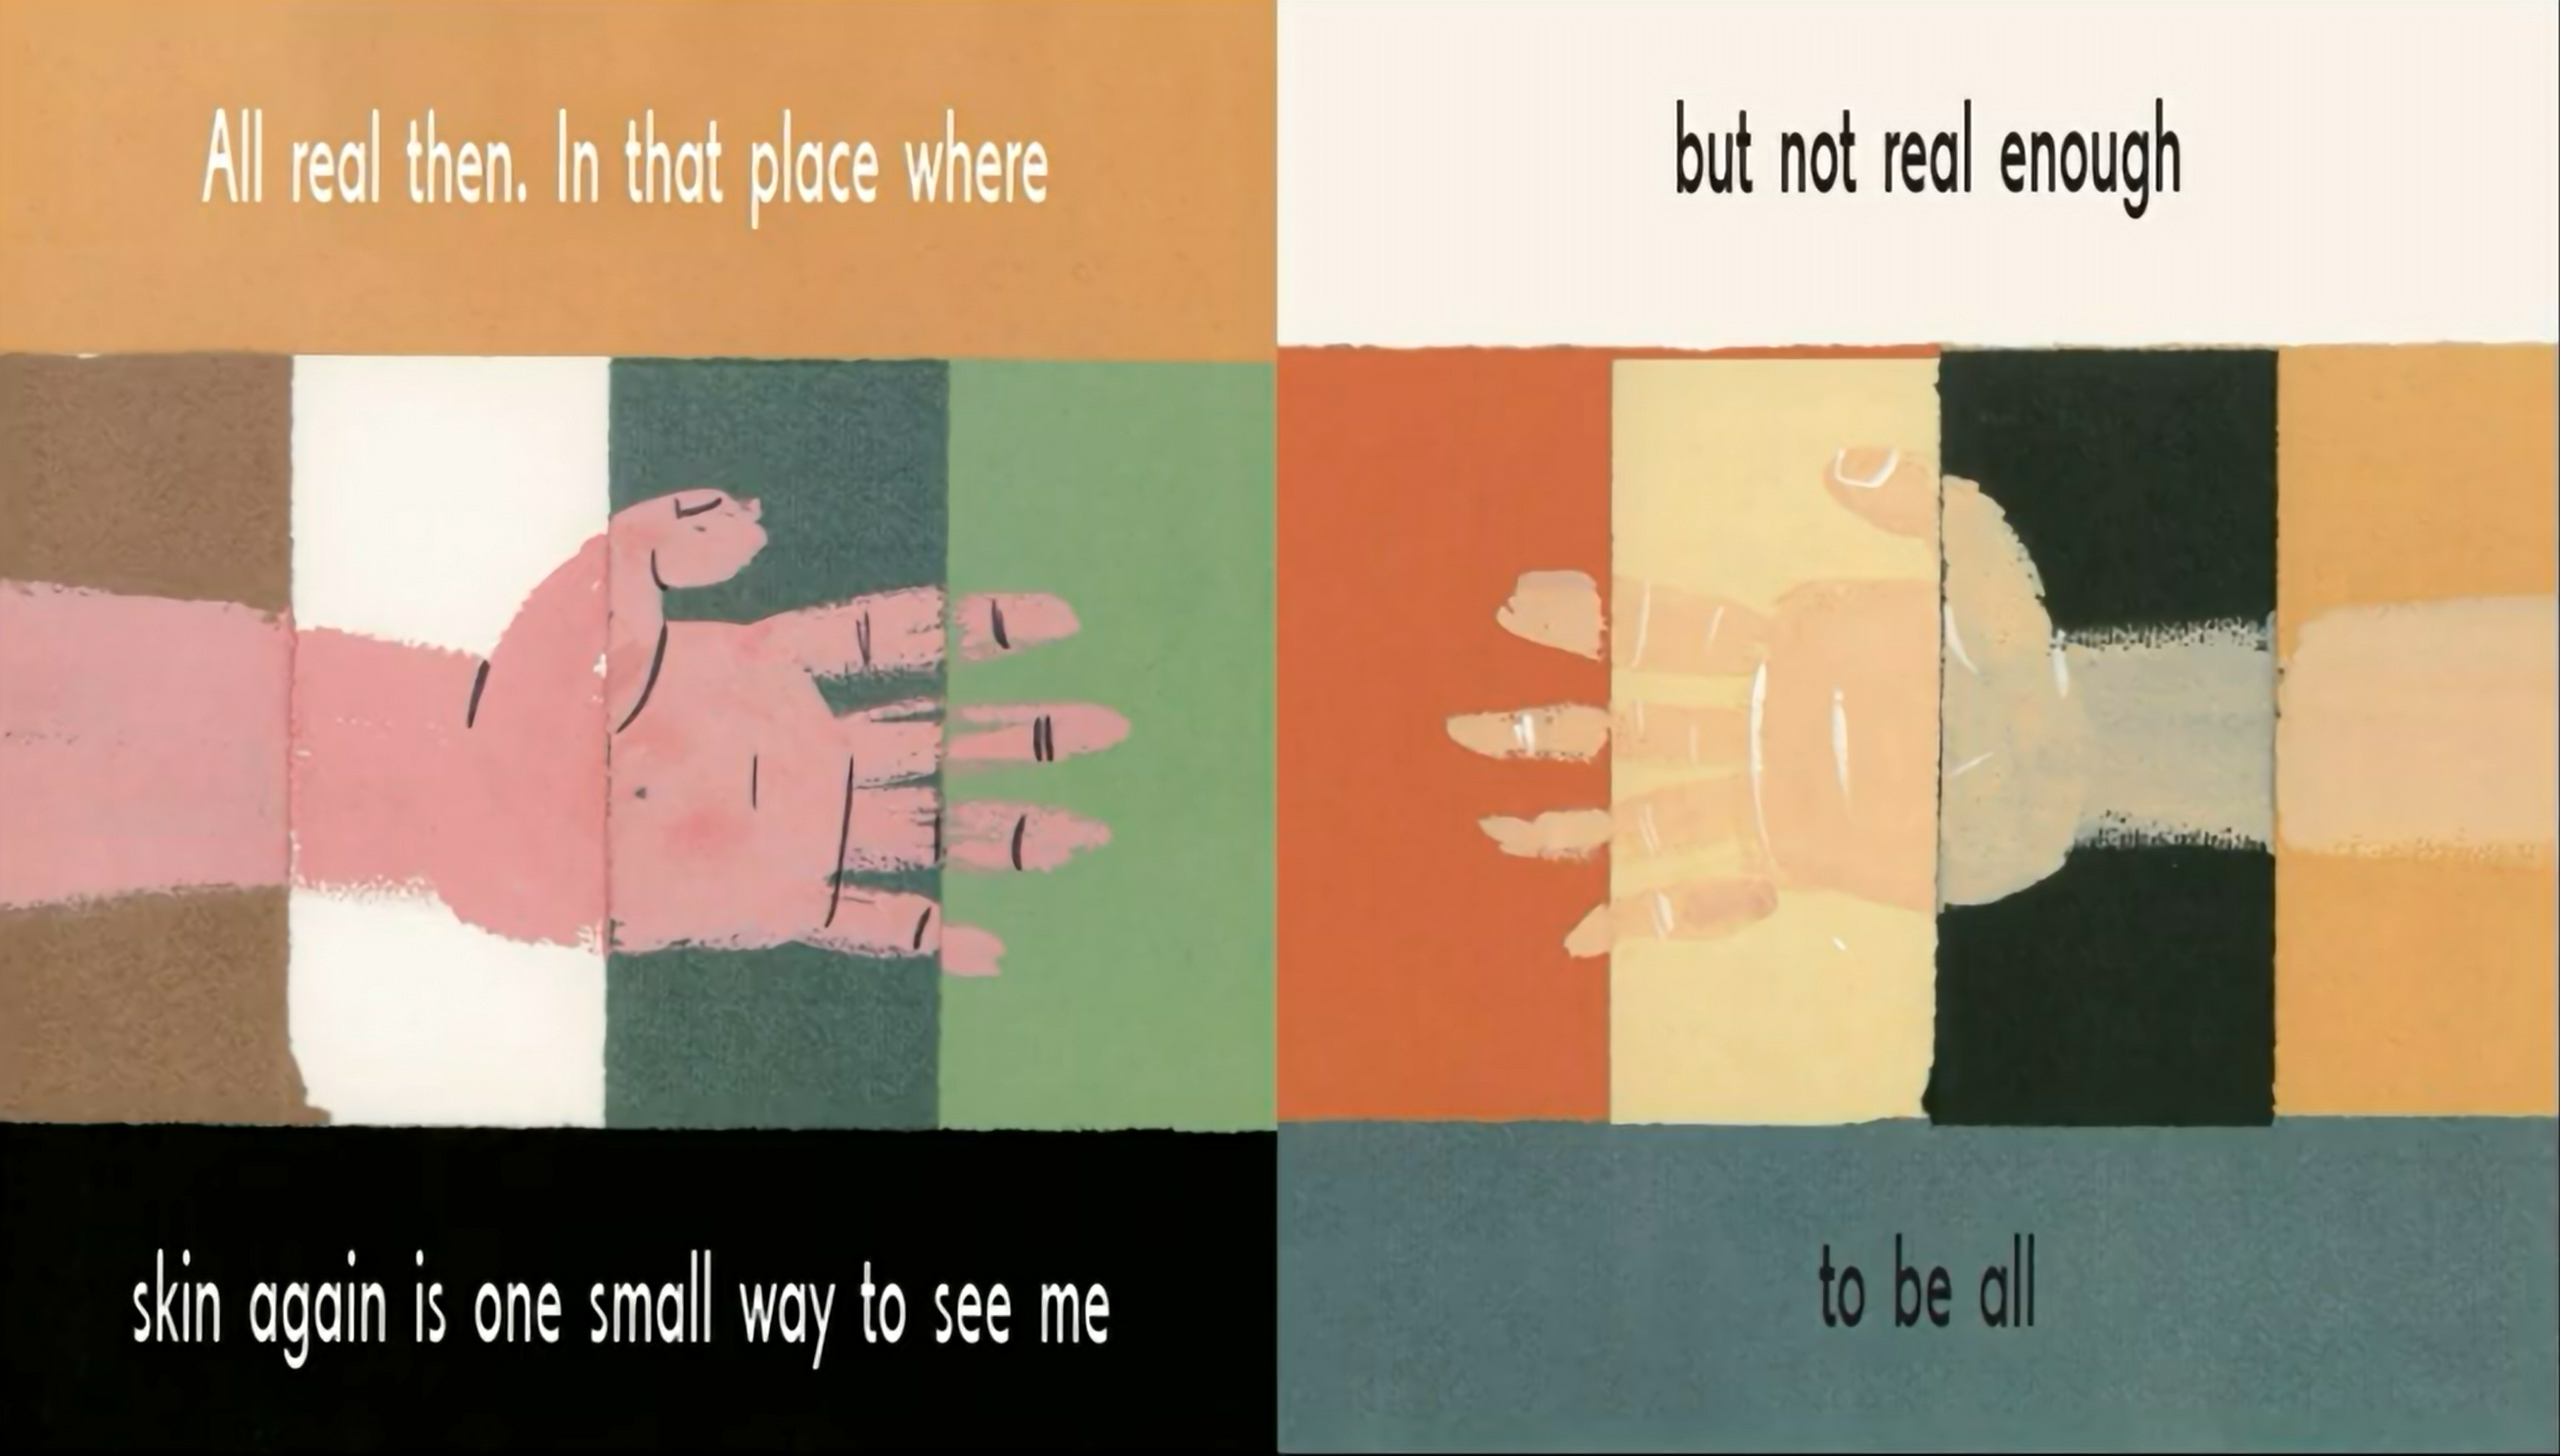 All real then. In that place where
skin again is one small way to see me
but not real enough
to be all